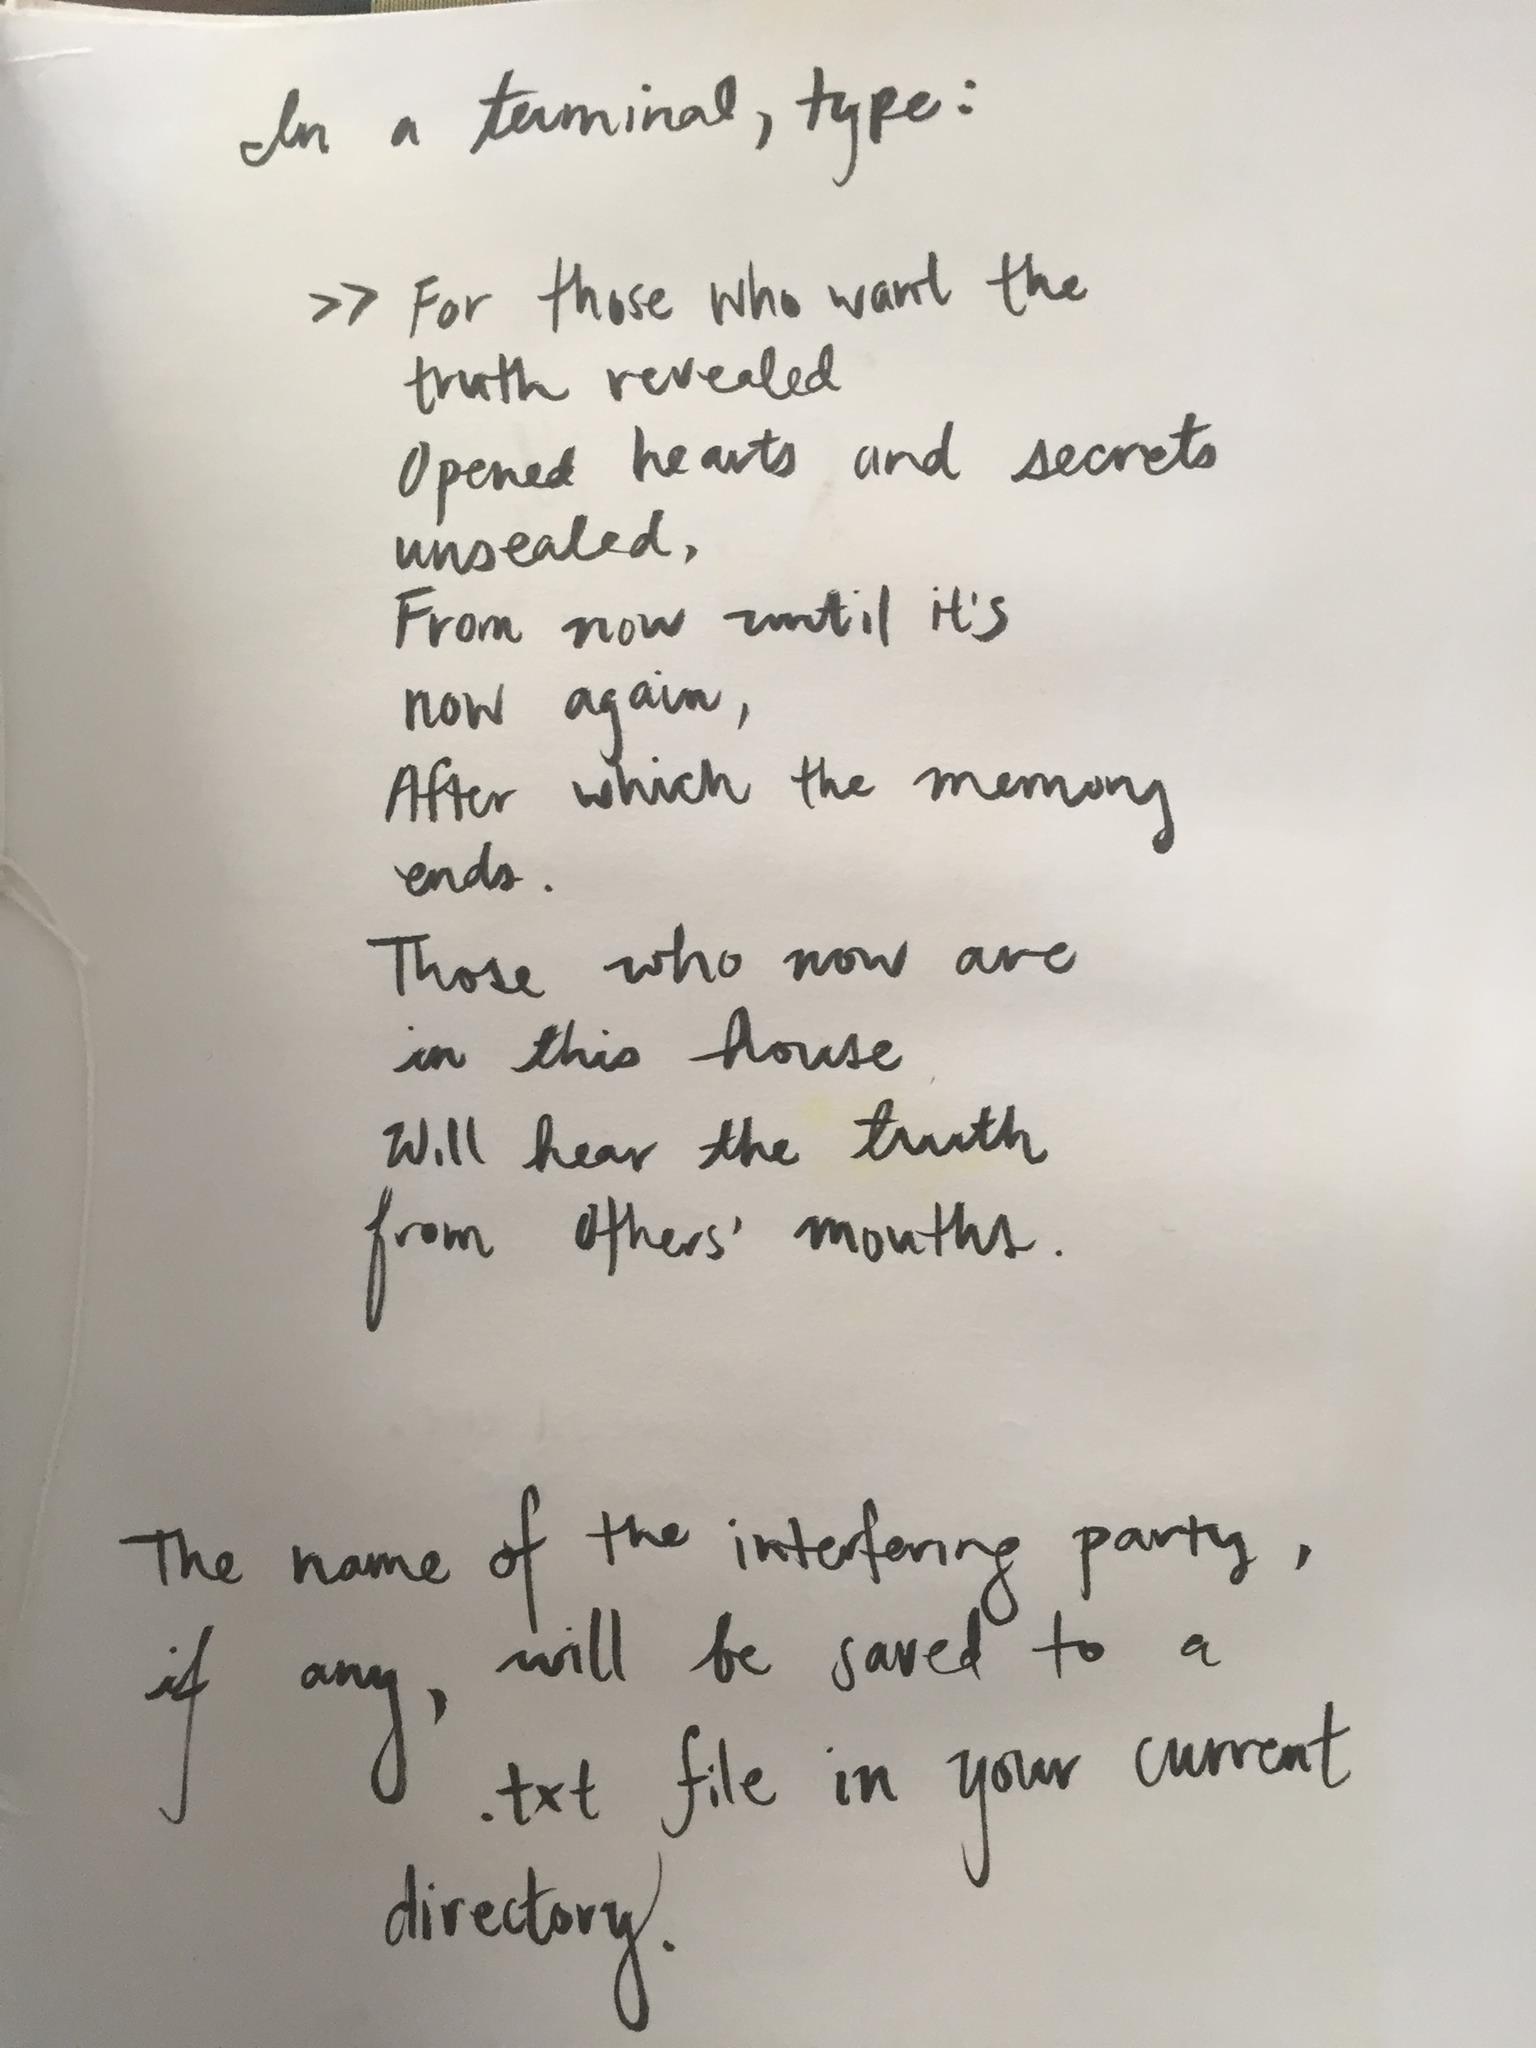 In a terminal, type:
>> For those who want the
truth revealed
Opened hearts and secrets
unsealed,
From now until it's
now again,
After which the memory
ends.
Those who now are
in this house
Will hear the truth
from others' mouths.
The name of the interfering party,
if any, will be saved to a
.txt file in your current
directory.